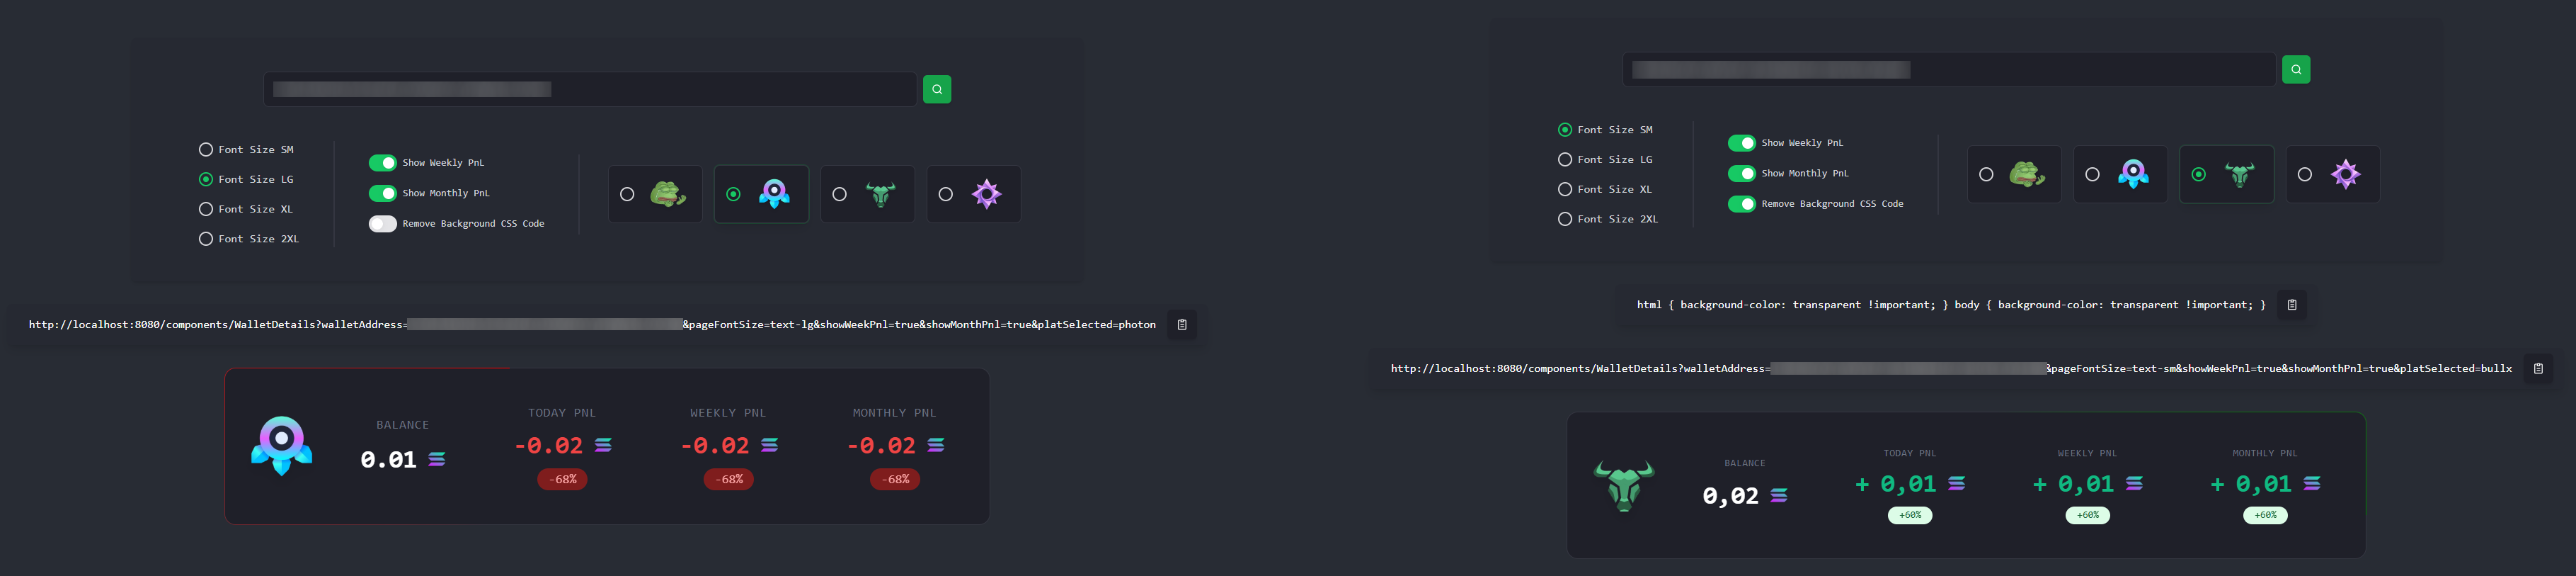 Font Size SM
Font Size LG
Font Size XL
Font Size 2XL
Show Weekly PnL
Show Monthly PnL
Remove Background CSS Code
http://localhost:8080/components/WalletDetails?walletAddress=
&pageFontSize=text-lg&showWeekPnl=true&showMonthPnl=true&platSelected=photon
BALANCE
0.01
TODAY PNL
-0.02
-68%
WEEKLY PNL
-0.02
-68%
MONTHLY PNL
-0.02
-68%
Font Size SM
Font Size LG
Font Size XL
Font Size 2XL
Show Weekly PnL
Show Monthly PnL
Remove Background CSS Code
html { background-color: transparent !important; } body { background-color: transparent !important; }
http://localhost:8080/components/WalletDetails?walletAddress=
&pageFontSize=text-sm&showWeekPnl=true&showMonthPnl=true&platSelected=bullx
BALANCE
0,02
TODAY PNL
+ 0,01
+60%
WEEKLY PNL
+ 0,01
+60%
MONTHLY PNL
+ 0,01
+60%